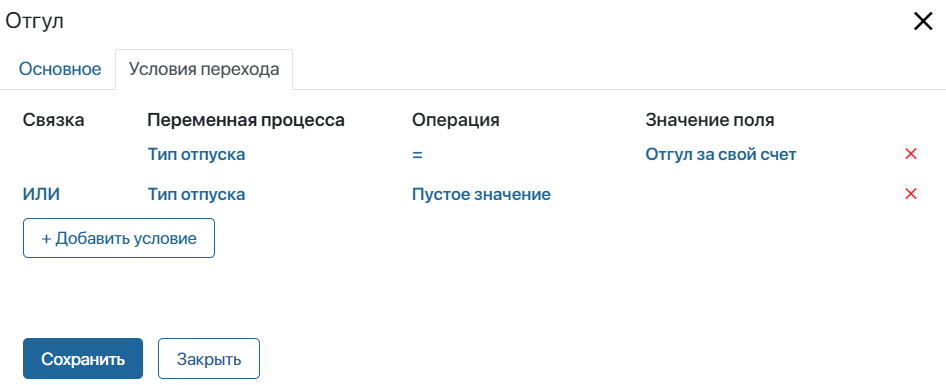 Отгул
Основное Условия перехода
Связка Переменная процесса Операция Значение поля
Тип отпуска = Отгул за свой счет
ИЛИ Тип отпуска Пустое значение
+ Добавить условие
Сохранить Закрыть